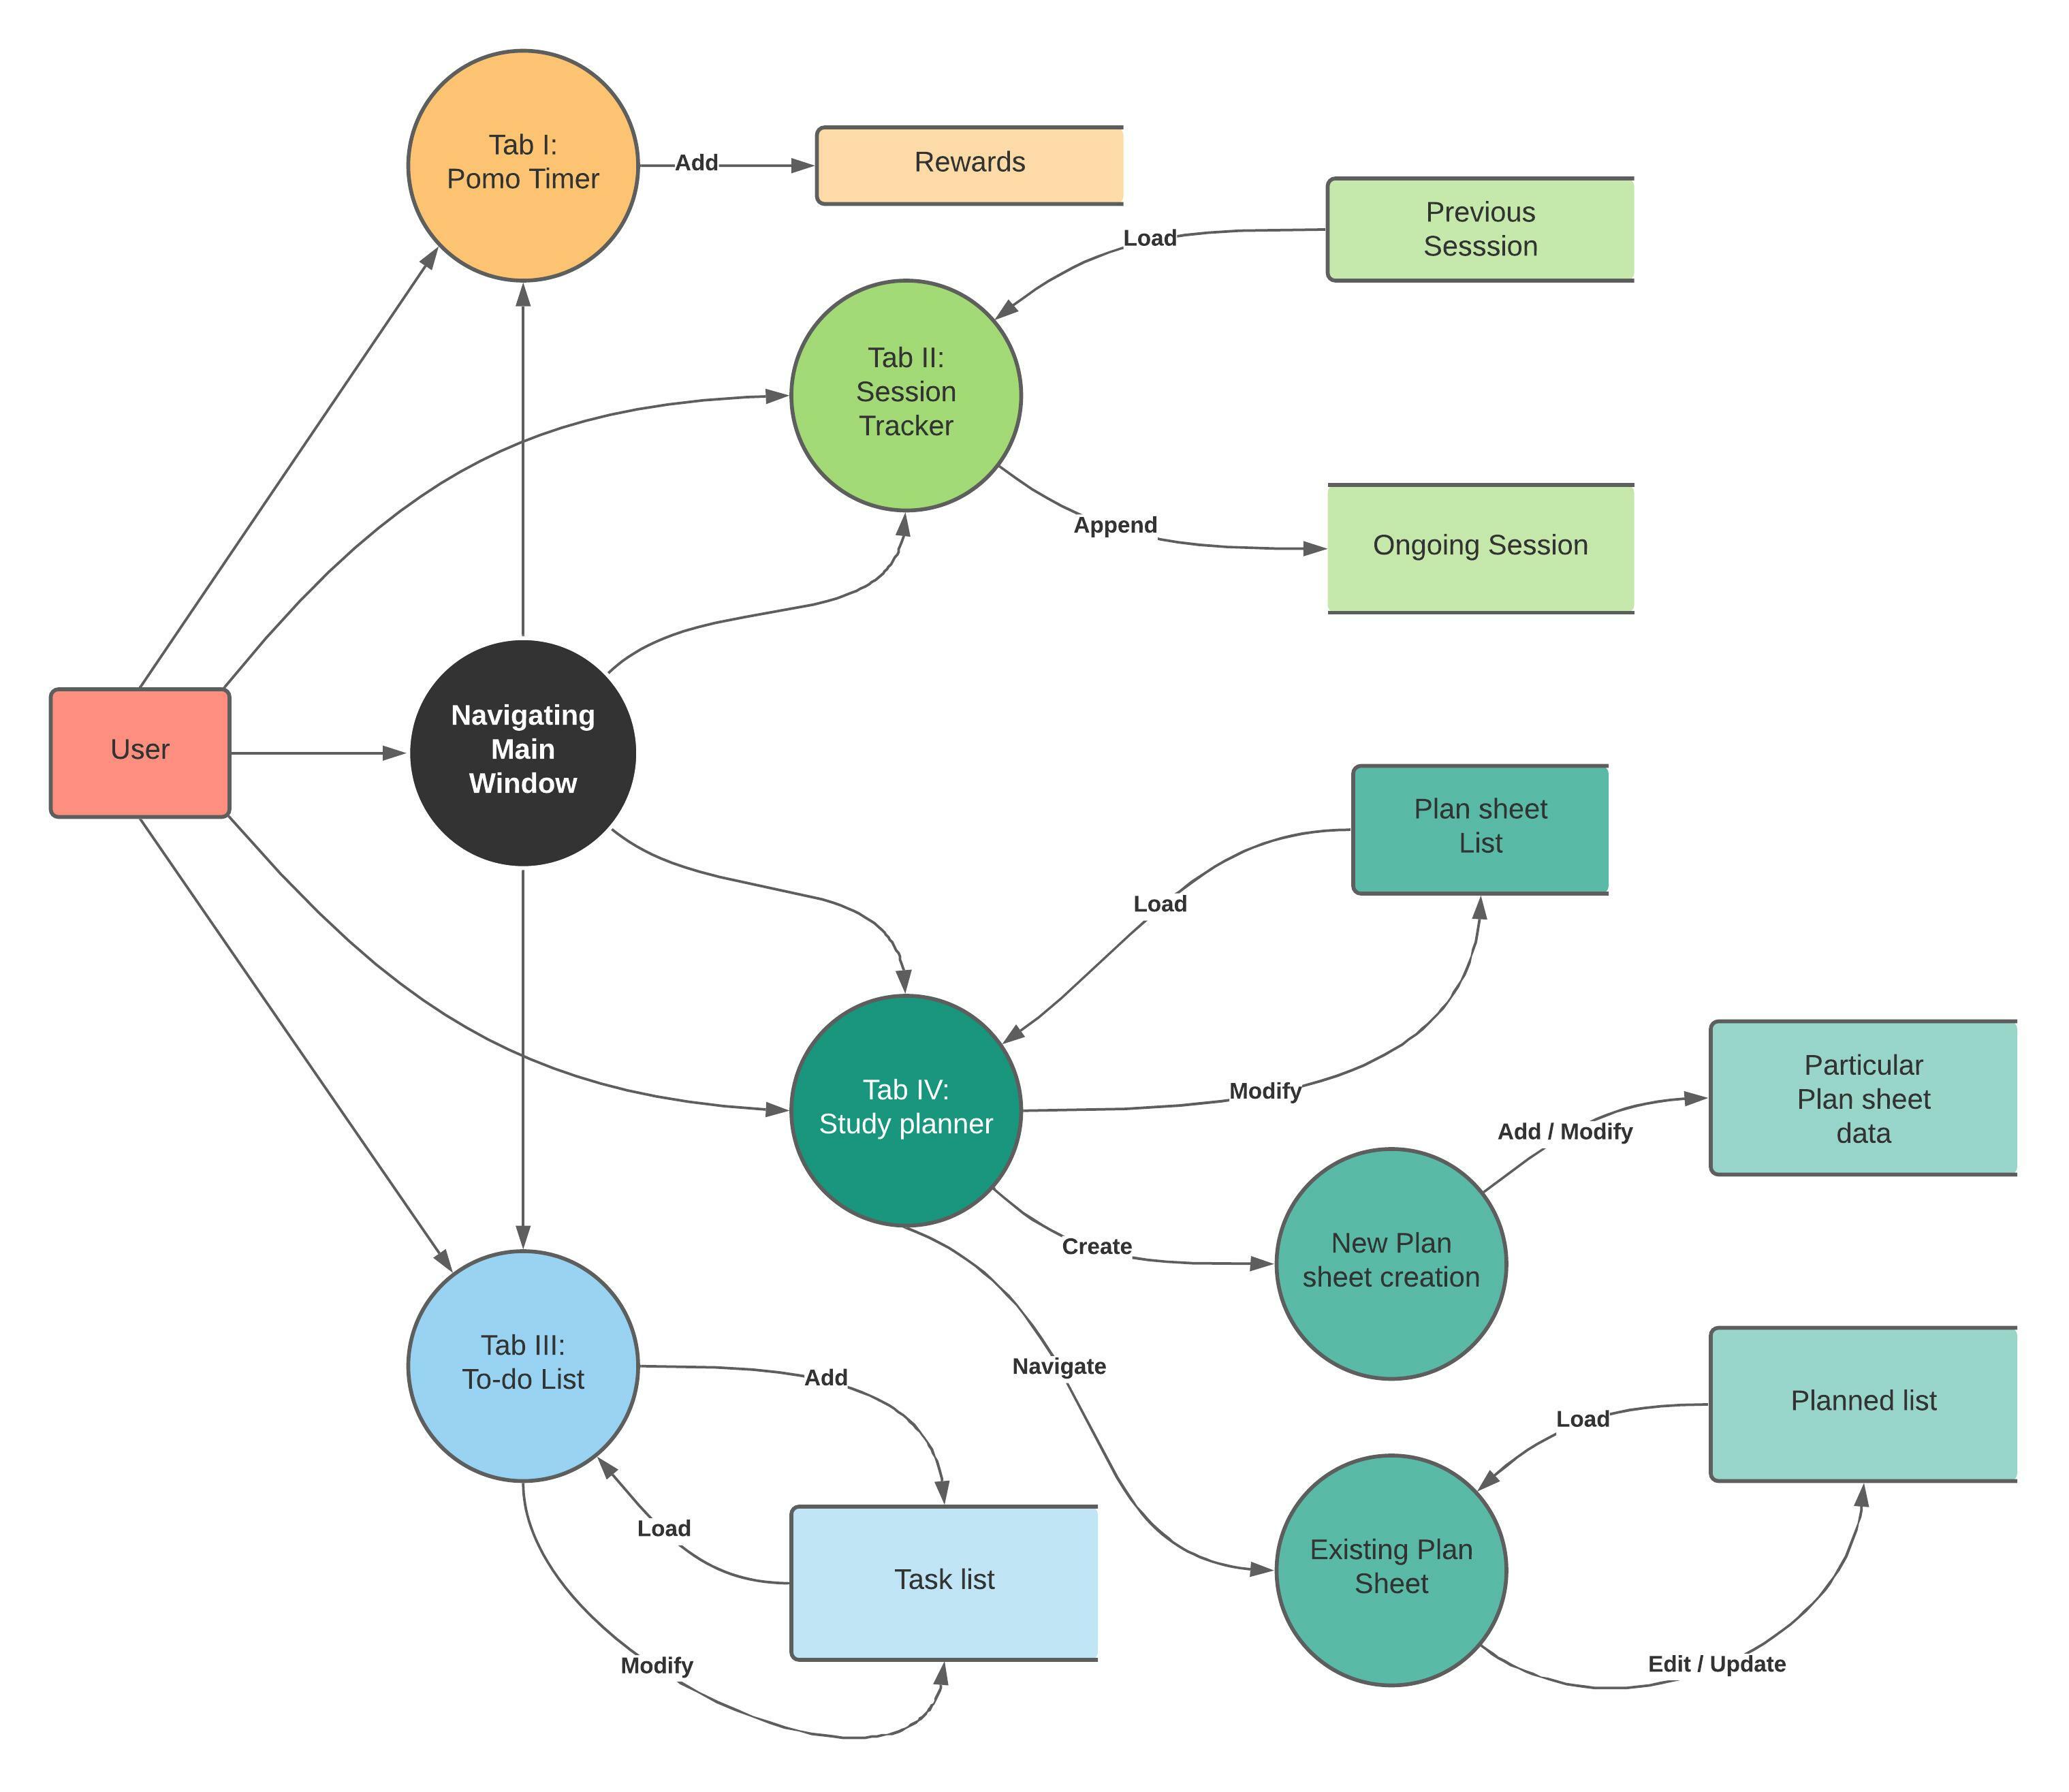 Tab I:
Pomo Timer
Add
Rewards
Previous
Sesssion
Load
Tab II:
Session
Tracker
Append
Ongoing Session
User
Navigating
Main
Window
Plan sheet
List
Load
Modify
Tab IV:
Study planner
Particular
Plan sheet
data
Add / Modify
Create
New Plan
sheet creation
Navigate
Tab III:
To-do List
Add
Load
Task list
Modify
Planned list
Load
Existing Plan
Sheet
Edit / Update